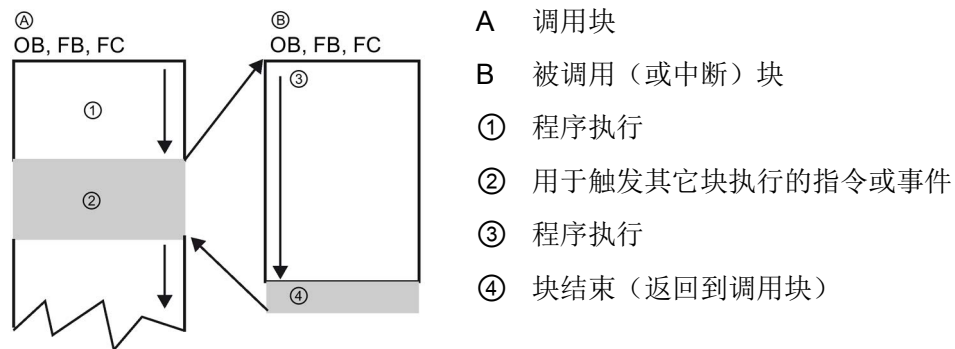 Ⓐ
OB, FB, FC
①
②
Ⓑ
OB, FB, FC
③
④
A 调用块
B 被调用（或中断）块
① 程序执行
② 用于触发其它块执行的指令或事件
③ 程序执行
④ 块结束（返回到调用块）